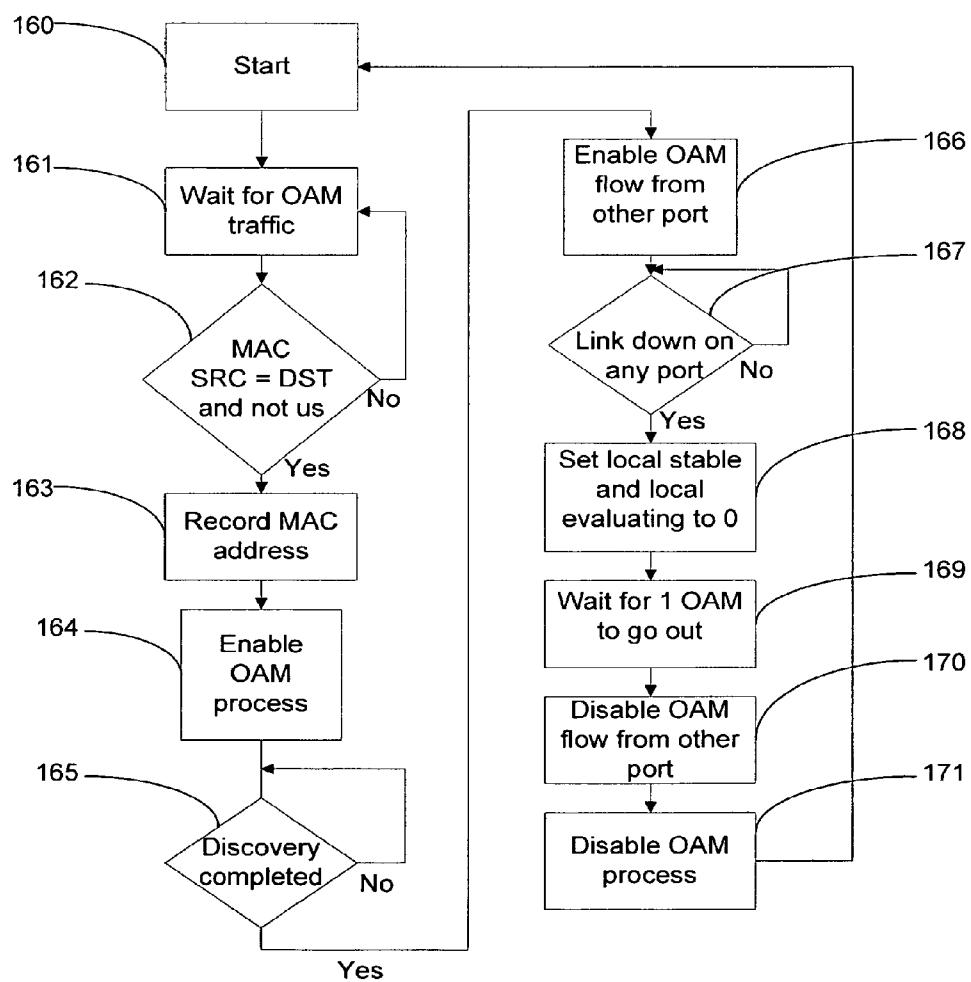 160
Start
161
Wait for OAM
traffic
162
MAC
SRC = DST
and not us
No
Yes
163
Record MAC
address
164
Enable
OAM
process
165
Discovery
completed
No
Yes
166
Enable OAM
flow from
other port
167
Link down on
any port
No
Yes
168
Set local stable
and local
evaluating to 0
169
Wait for 1 OAM
to go out
170
Disable OAM
flow from other
port
171
Disable OAM
process